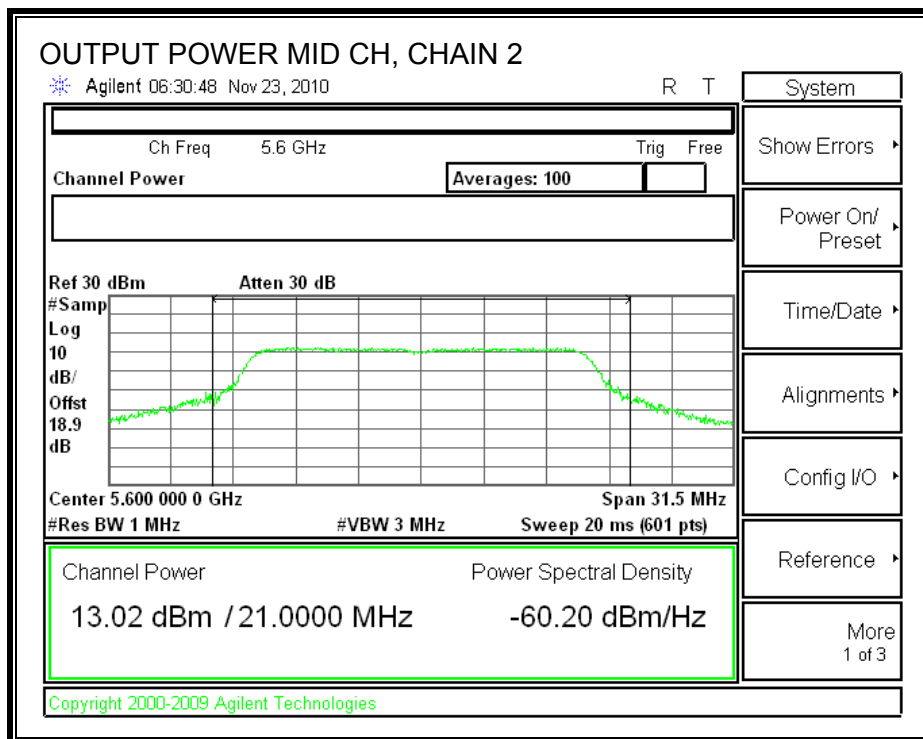 OUTPUT POWER MID CH, CHAIN 2
Agilent 06:30:48 Nov 23, 2010 R T
System
Ch Freq 5.6 GHz Trig Free
Show Errors
Channel Power Averages: 100
Power On/
Preset
Ref 30 dBm Atten 30 dB
#Samp
Log
10
dB/
Offst
18.9
dB
Time/Date
Alignments
Config I/O
Center 5.600 000 0 GHz Span 31.5 MHz
#Res BW 1 MHz #VBW 3 MHz Sweep 20 ms (601 pts)
Channel Power Power Spectral Density
Reference
13.02 dBm / 21.0000 MHz -60.20 dBm/Hz
More
1 of 3
Copyright 2000-2009 Agilent Technologies